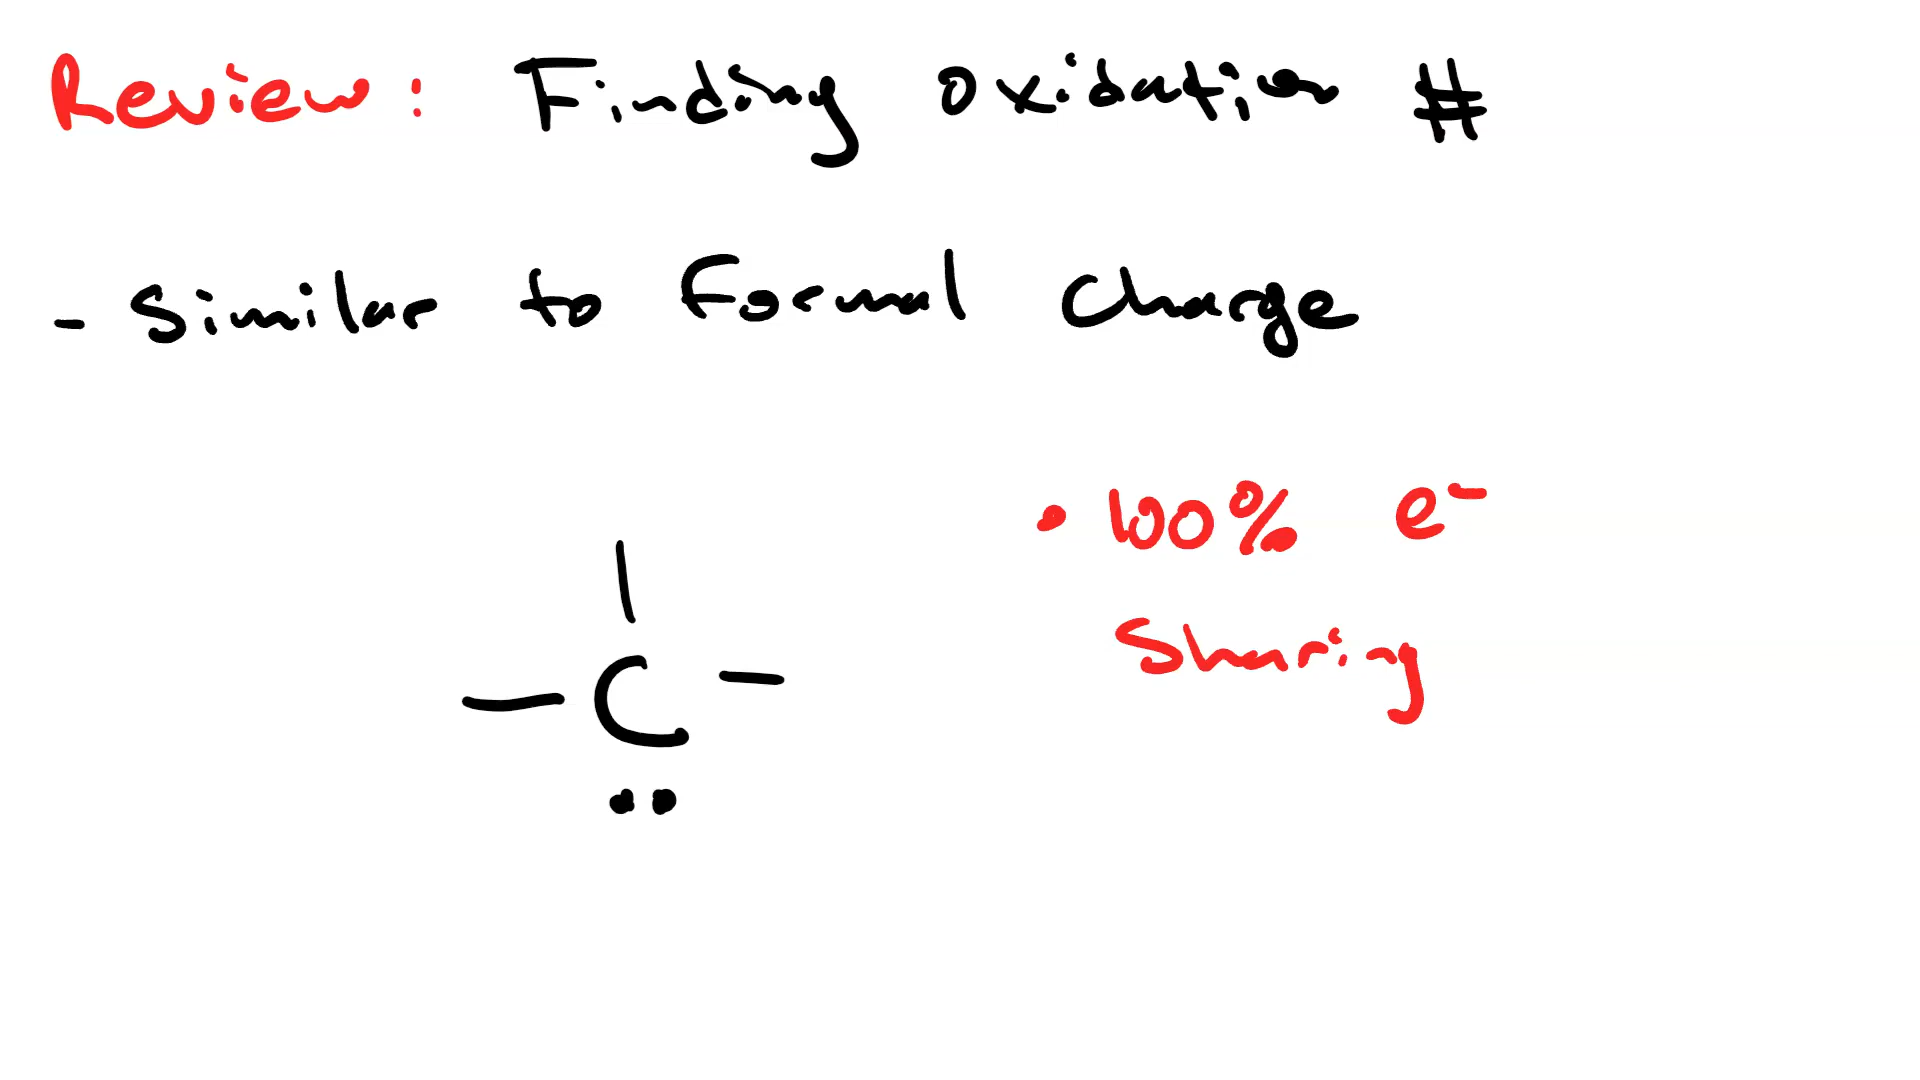 Review: Finding oxidation #
- Similar to Formal Charge
• 100% e⁻
Sharing
C